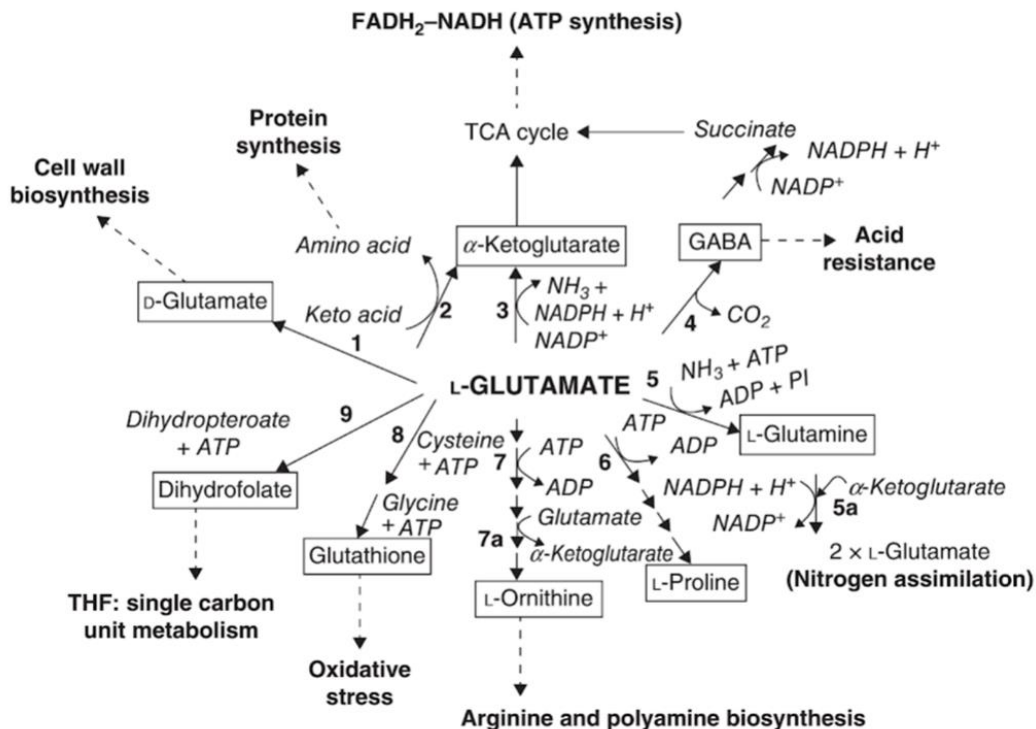 FADH₂–NADH (ATP synthesis)
Protein
synthesis
Cell wall
biosynthesis
TCA cycle
Succinate
NADPH + H⁺
NADP⁺
Amino acid
α-Ketoglutarate
GABA
Acid
resistance
D-Glutamate
Keto acid
2
3
NH₃ +
NADPH + H⁺
NADP⁺
4
CO₂
1
L-GLUTAMATE
5
NH₃ + ATP
ADP + PI
L-Glutamine
9
Dihydropteroate
+ ATP
Dihydrofolate
8
Cysteine
+ ATP
Glycine
+ ATP
Glutathione
7
ATP
ADP
7a
Glutamate
α-Ketoglutarate
L-Ornithine
6
ATP
ADP
L-Proline
NADPH + H⁺
NADP⁺
α-Ketoglutarate
5a
2 × L-Glutamate
(Nitrogen assimilation)
THF: single carbon
unit metabolism
Oxidative
stress
Arginine and polyamine biosynthesis